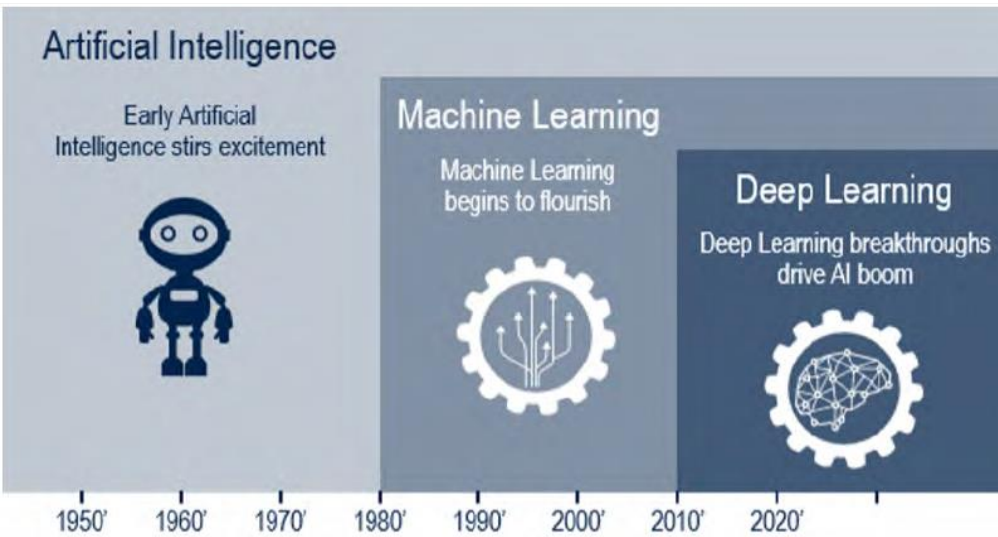 Artificial Intelligence
Early Artificial
Intelligence stirs excitement
Machine Learning
Machine Learning
begins to flourish
Deep Learning
Deep Learning breakthroughs
drive AI boom
1950' 1960' 1970' 1980' 1990' 2000' 2010' 2020'